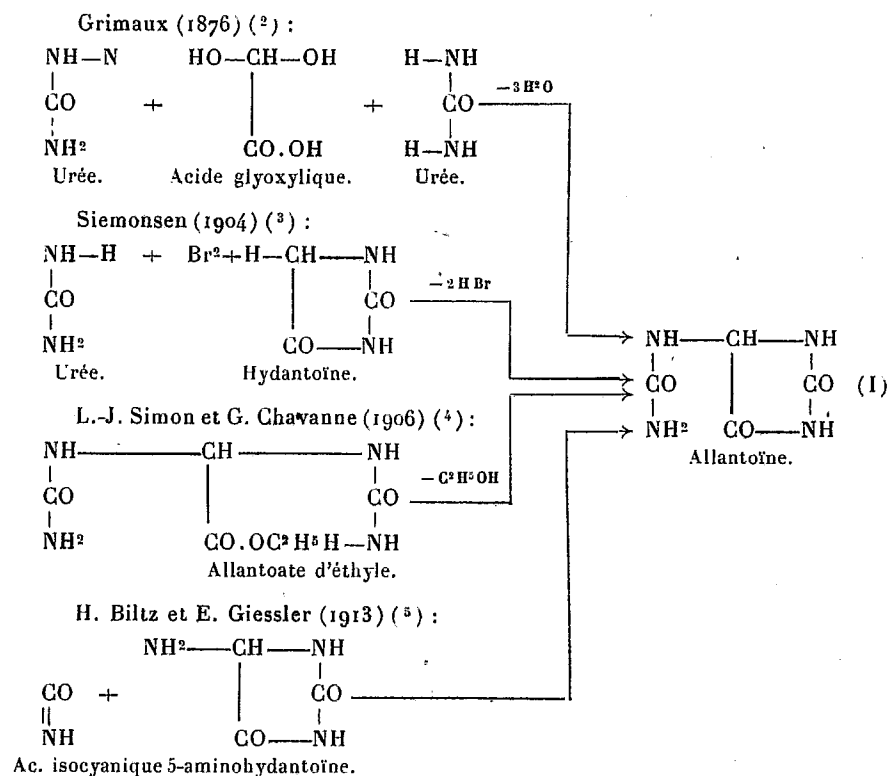 Grimaux (1876) (²) :
NH—N HO—CH—OH H—NH
CO + + CO —3H²O
NH² CO.OH H—NH
Urée. Acide glyoxylique. Urée.
Siemonsen (1904) (³) :
NH—H + Br²+H—CH—NH
CO CO —2HBr
NH² CO—NH
Urée. Hydantoïne.
NH—CH—NH
CO CO (I)
NH² CO—NH
Allantoïne.
L.-J. Simon et G. Chavanne (1906) (⁴) :
NH—CH—NH
CO CO —C²H⁵OH
NH² CO.OC²H⁵ H—NH
Allantoate d'éthyle.
H. Biltz et E. Giessler (1913) (⁵) :
NH²—CH—NH
CO + CO
NH CO—NH
Ac. isocyanique 5-aminohydantoïne.